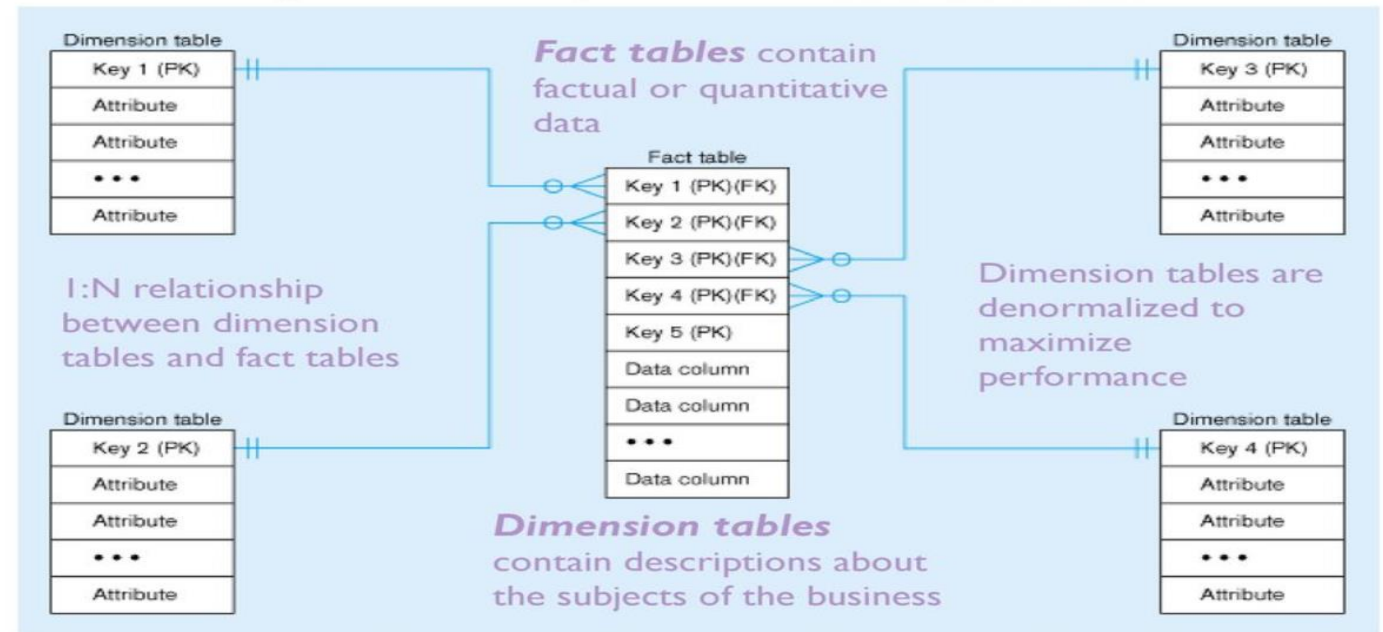 Dimension table
Key 1 (PK)
Attribute
Attribute
•••
Attribute
Fact tables contain
factual or quantitative
data
Dimension table
Key 3 (PK)
Attribute
Attribute
•••
Attribute
Fact table
Key 1 (PK)(FK)
Key 2 (PK)(FK)
Key 3 (PK)(FK)
Key 4 (PK)(FK)
Key 5 (PK)
Data column
Data column
•••
Data column
1:N relationship
between dimension
tables and fact tables
Dimension tables are
denormalized to
maximize
performance
Dimension table
Key 2 (PK)
Attribute
Attribute
•••
Attribute
Dimension tables
contain descriptions about
the subjects of the business
Dimension table
Key 4 (PK)
Attribute
Attribute
•••
Attribute